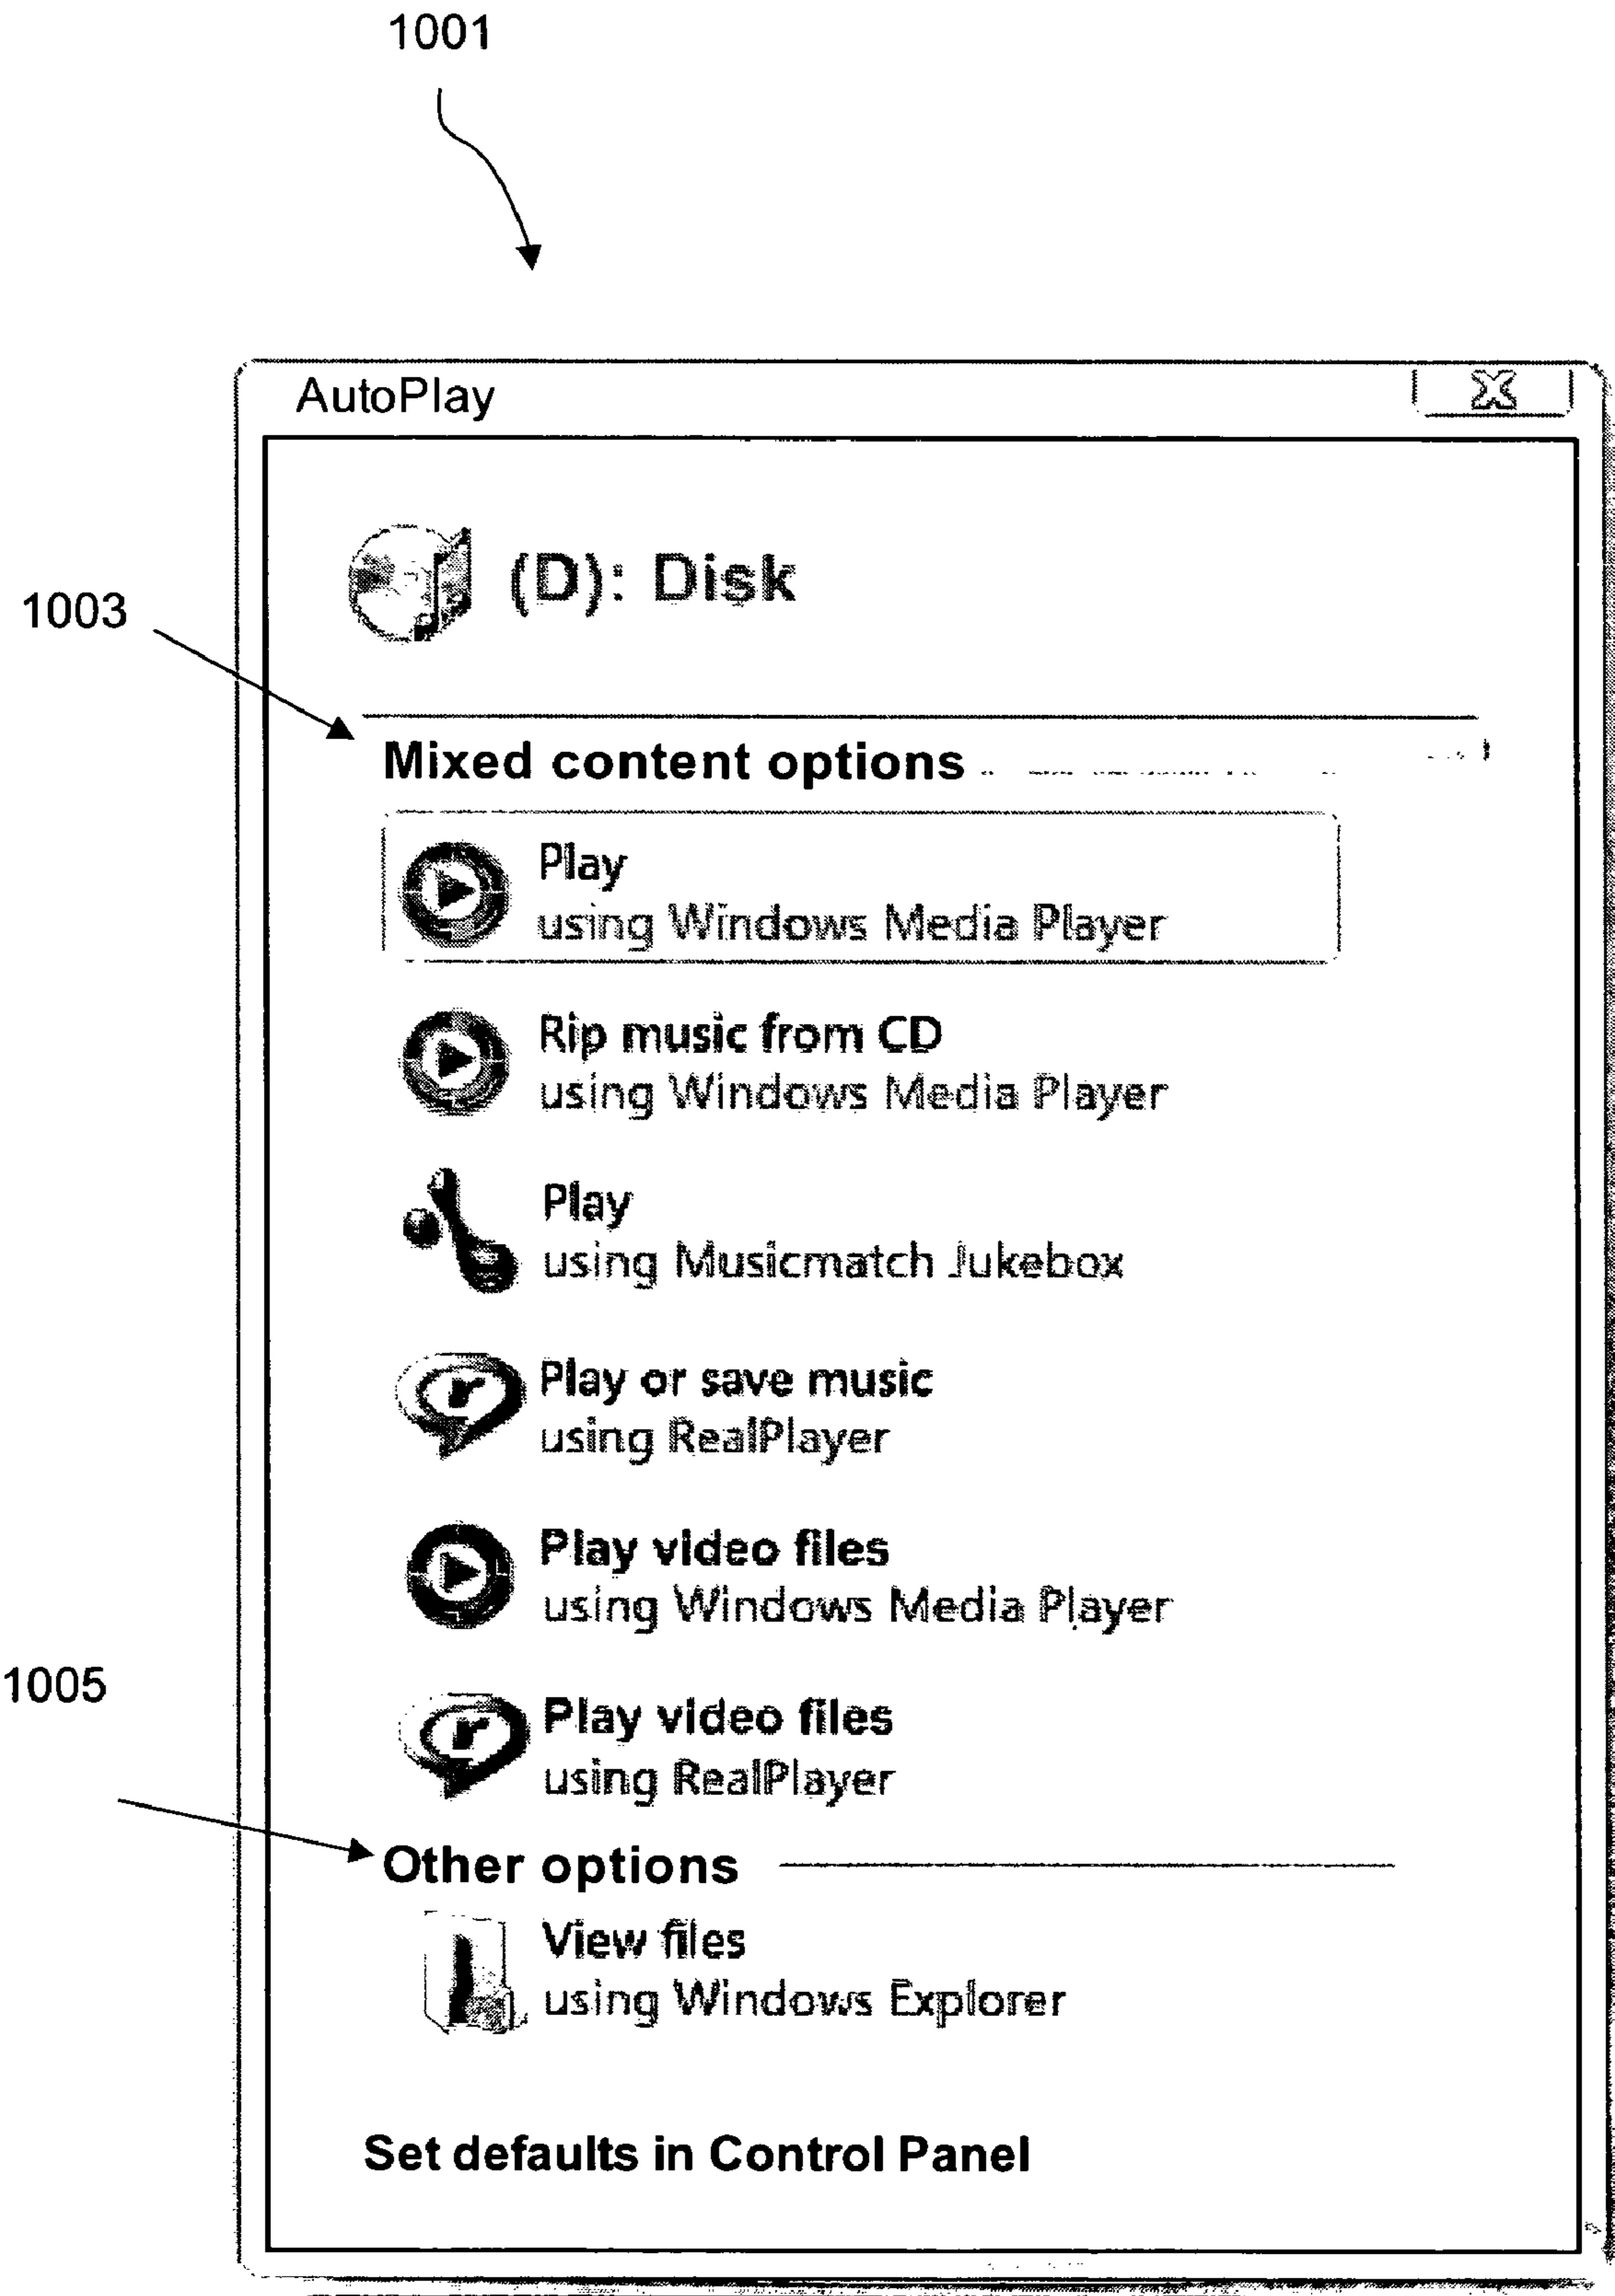 1001
AutoPlay
(D): Disk
1003
Mixed content options
Play
using Windows Media Player
Rip music from CD
using Windows Media Player
Play
using Musicmatch Jukebox
Play or save music
using RealPlayer
Play video files
using Windows Media Player
1005
Play video files
using RealPlayer
Other options
View files
using Windows Explorer
Set defaults in Control Panel